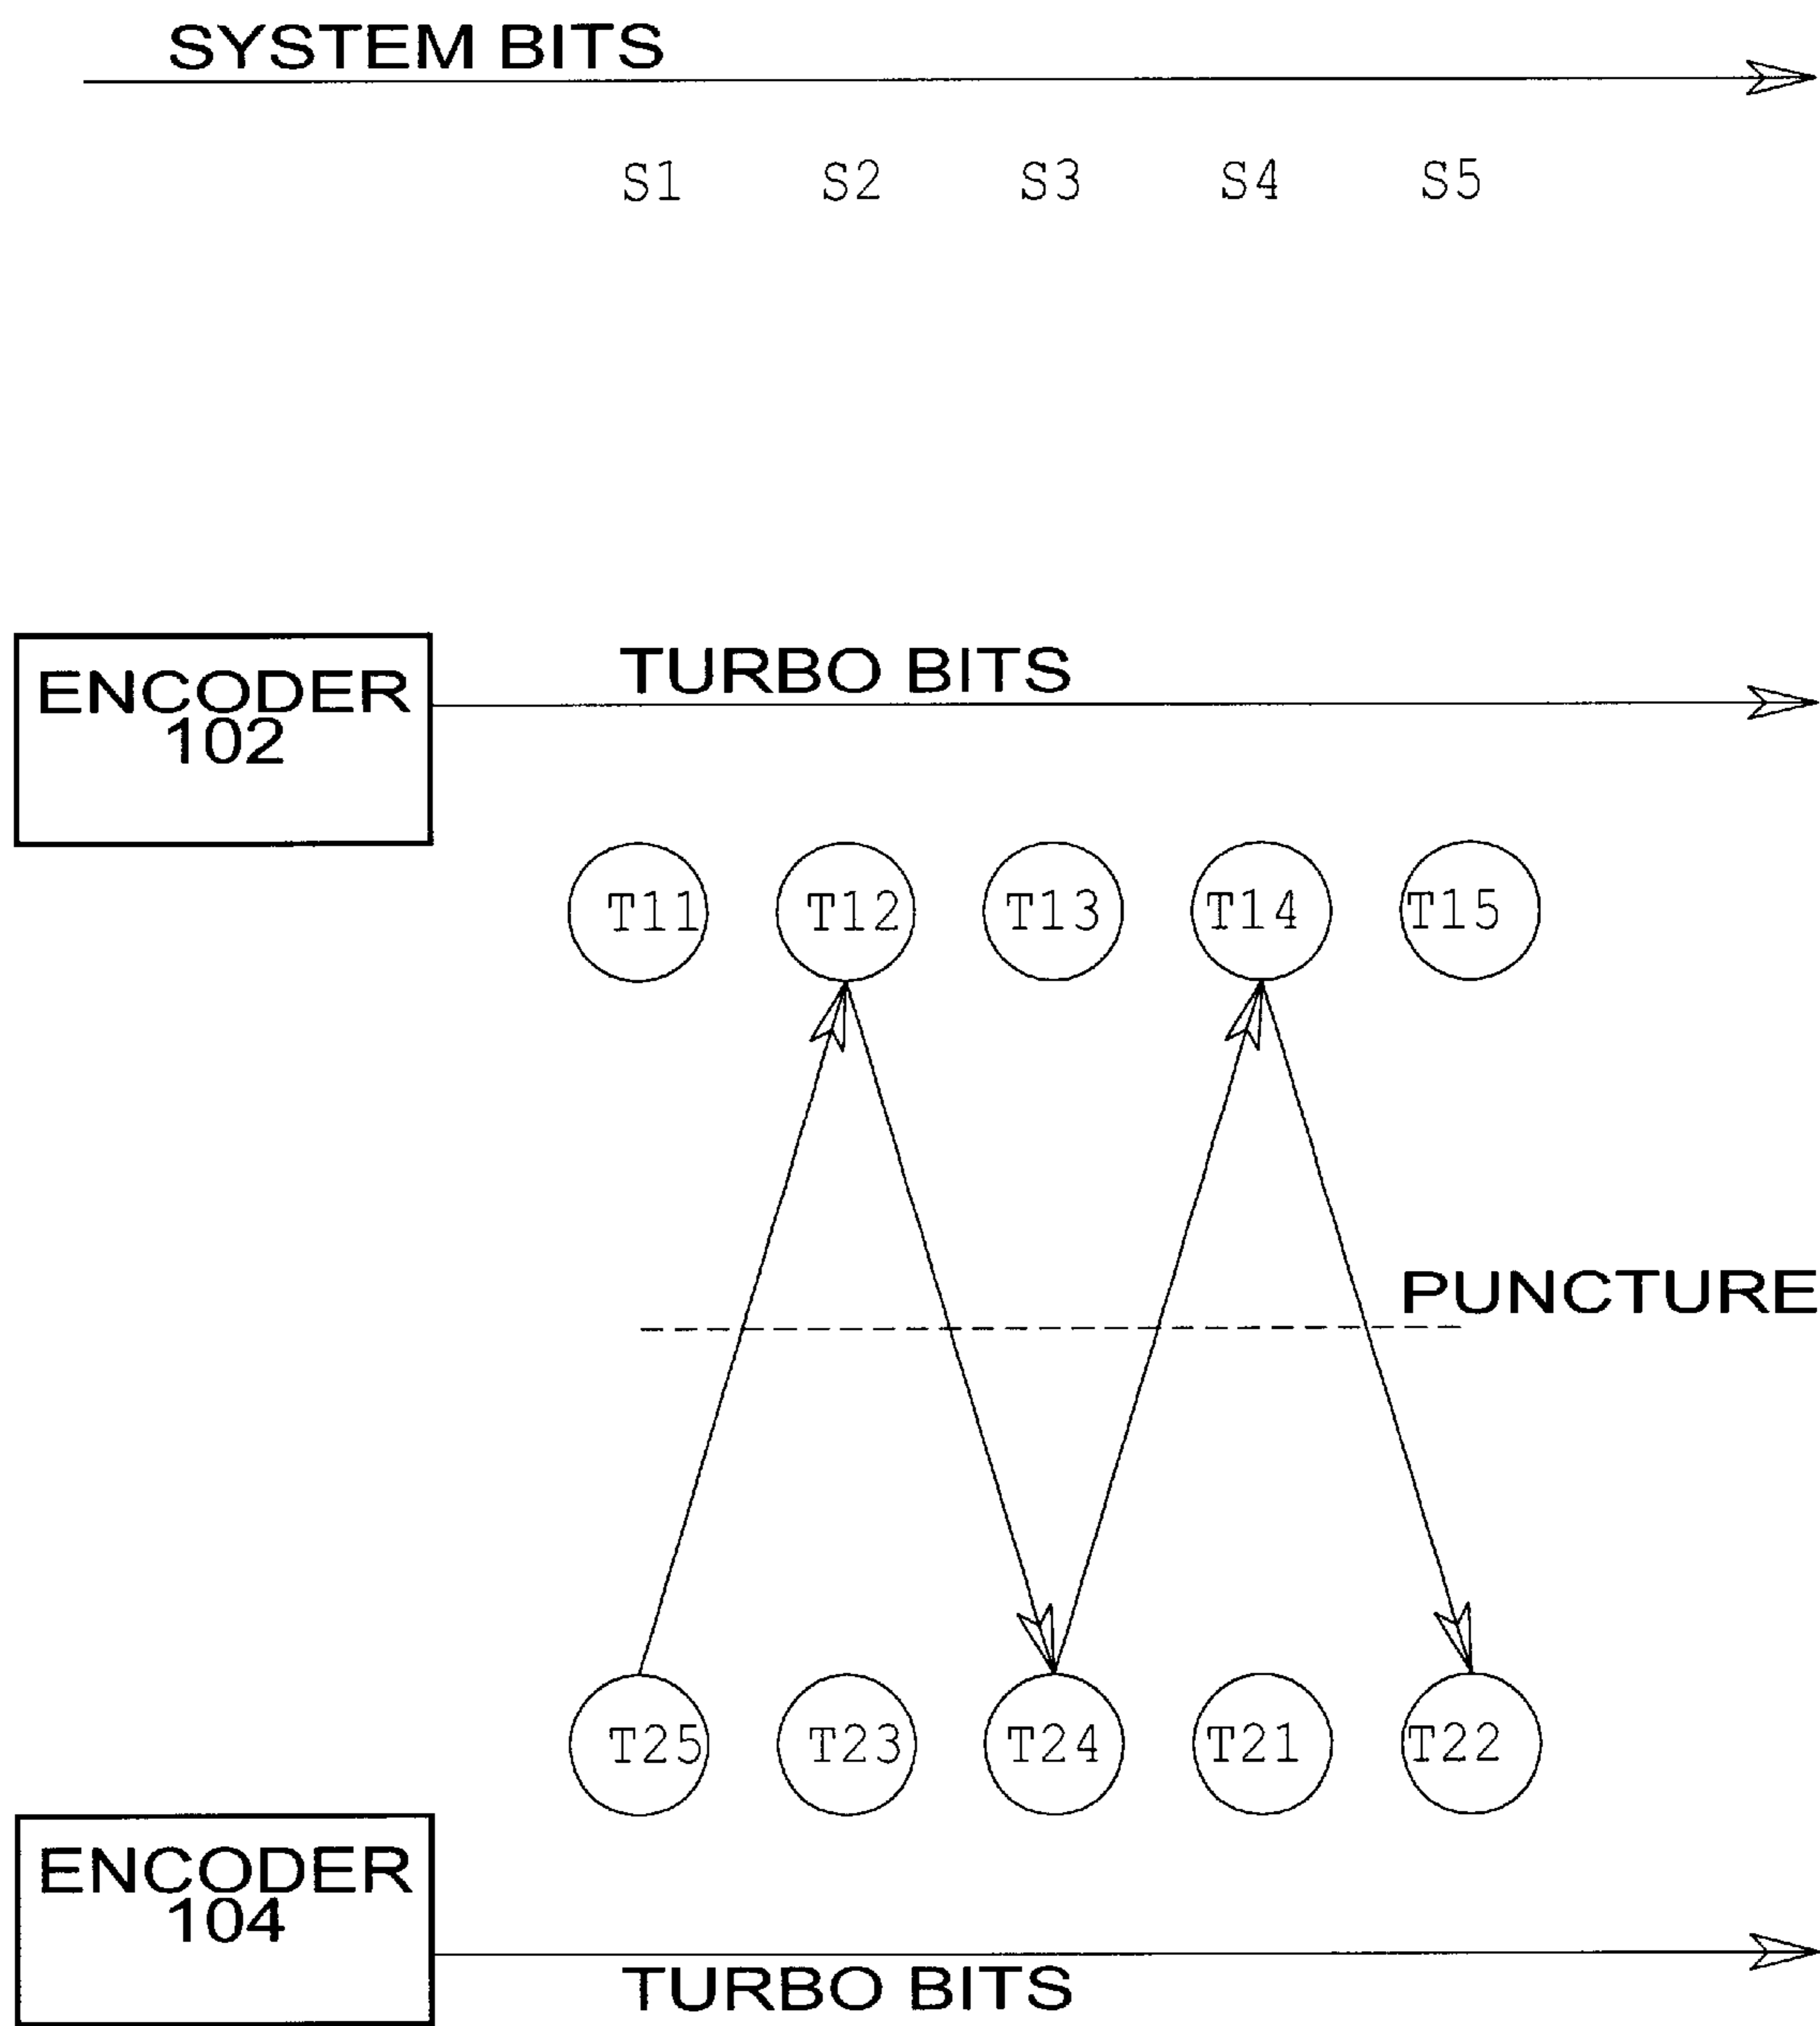 SYSTEM BITS
S1 S2 S3 S4 S5
ENCODER
102
TURBO BITS
T11 T12 T13 T14 T15
PUNCTURE
T25 T23 T24 T21 T22
ENCODER
104
TURBO BITS